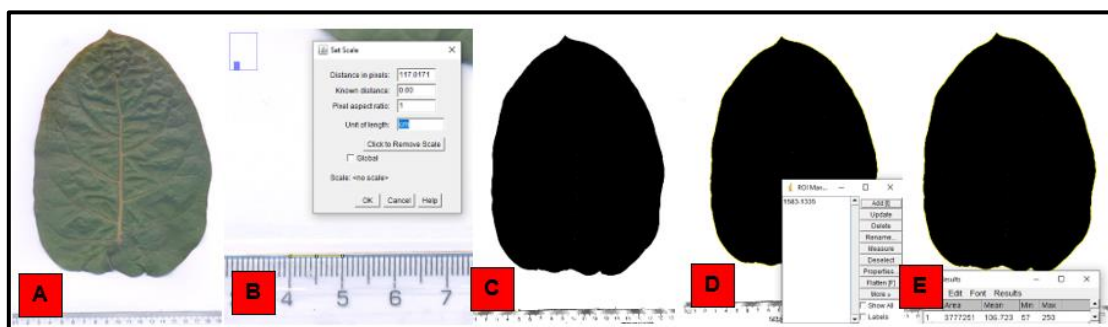 A
B
Set Scale
Distance in pixels: 117.0171
Known distance: 0.00
Pixel aspect ratio: 1
Unit of length:
Click to Remove Scale
Global
Scale: <no scale>
OK Cancel Help
4 5 6 7
C
D
ROI Man...
1583-1335
Add [t]
Update
Delete
Rename...
Measure
Deselect
Properties...
Flatten [F]
More »
Show All
Labels
E
Edit Font Results
Area Mean Min Max
1 3777251 106.723 57 253